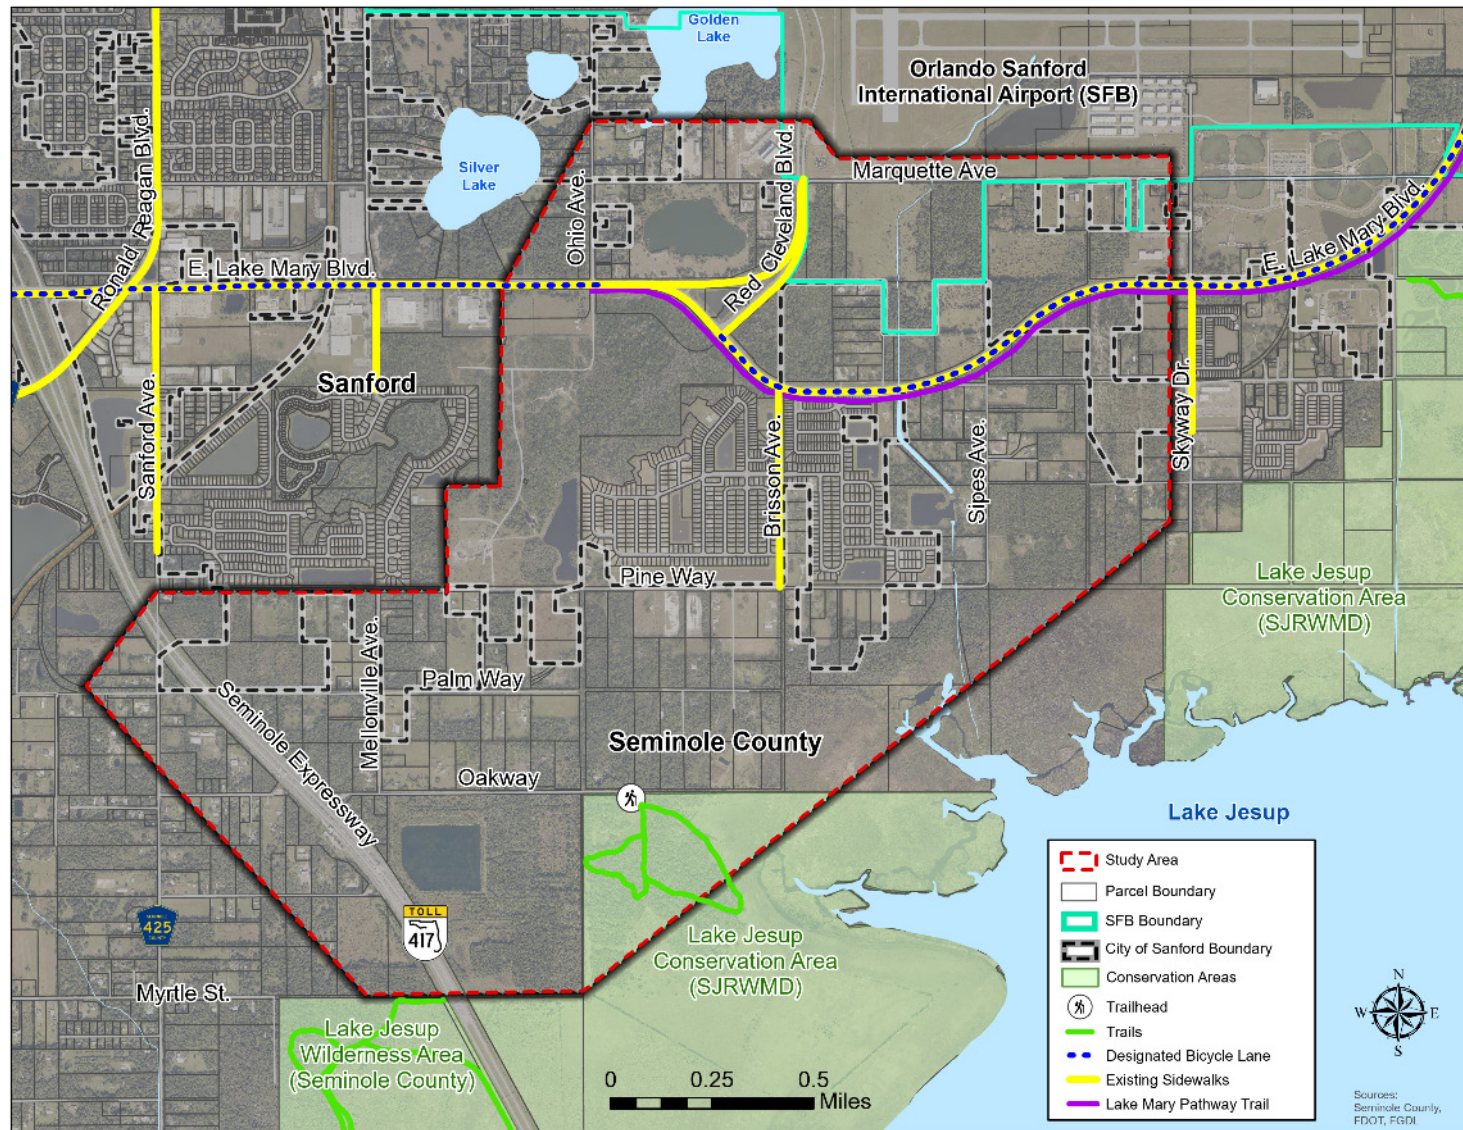 Golden
Lake
Orlando Sanford
International Airport (SFB)
Silver
Lake
Marquette Ave
Ronald Reagan Blvd.
Ohio Ave.
Red Cleveland Blvd.
E. Lake Mary Blvd.
E. Lake Mary Blvd.
Sanford
Sanford Ave.
Brisson Ave.
Sipes Ave.
Skyway Dr.
Pine Way
Lake Jesup
Conservation Area
(SJRWMD)
Mellonville Ave.
Palm Way
Seminole Expressway
Seminole County
Oakway
Lake Jesup
TOLL
417
SEMINOLE
425
COUNTY
Lake Jesup
Conservation Area
(SJRWMD)
Myrtle St.
Lake Jesup
Wilderness Area
(Seminole County)
0 0.25 0.5
Miles
Study Area
Parcel Boundary
SFB Boundary
City of Sanford Boundary
Conservation Areas
Trailhead
Trails
Designated Bicycle Lane
Existing Sidewalks
Lake Mary Pathway Trail
N
W E
S
Sources:
Seminole County,
FDOT, FGDL